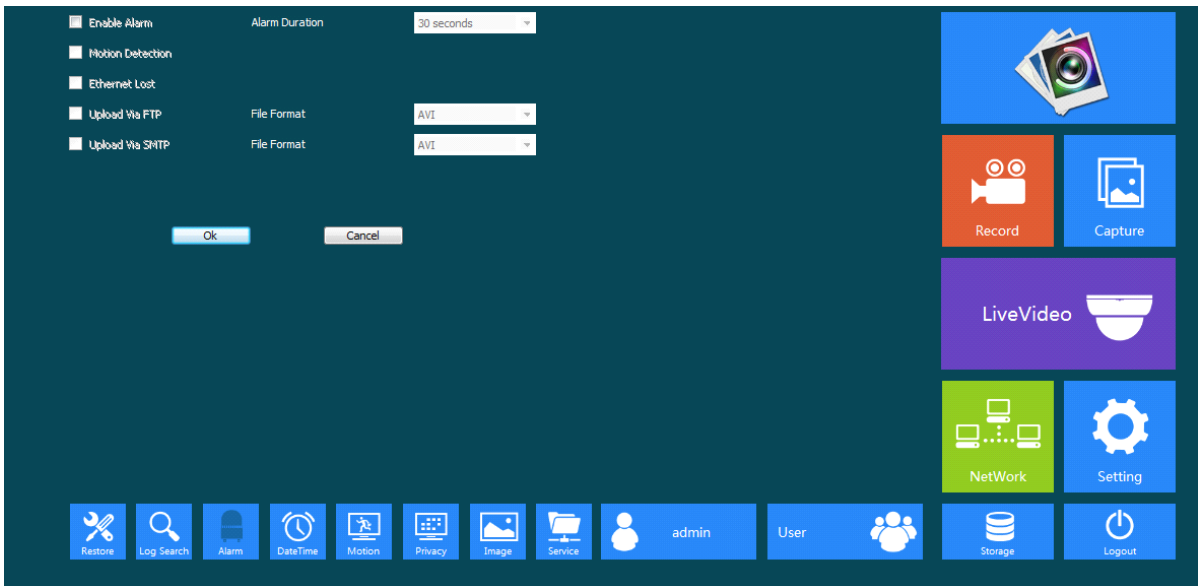 Enable Alarm Alarm Duration 30 seconds
Motion Detection
Ethernet Lost
Upload Via FTP File Format AVI
Upload Via SMTP File Format AVI
Ok Cancel
Record Capture
LiveVideo
NetWork Setting
Restore Log Search Alarm DateTime Motion Privacy Image Service admin User Storage Logout